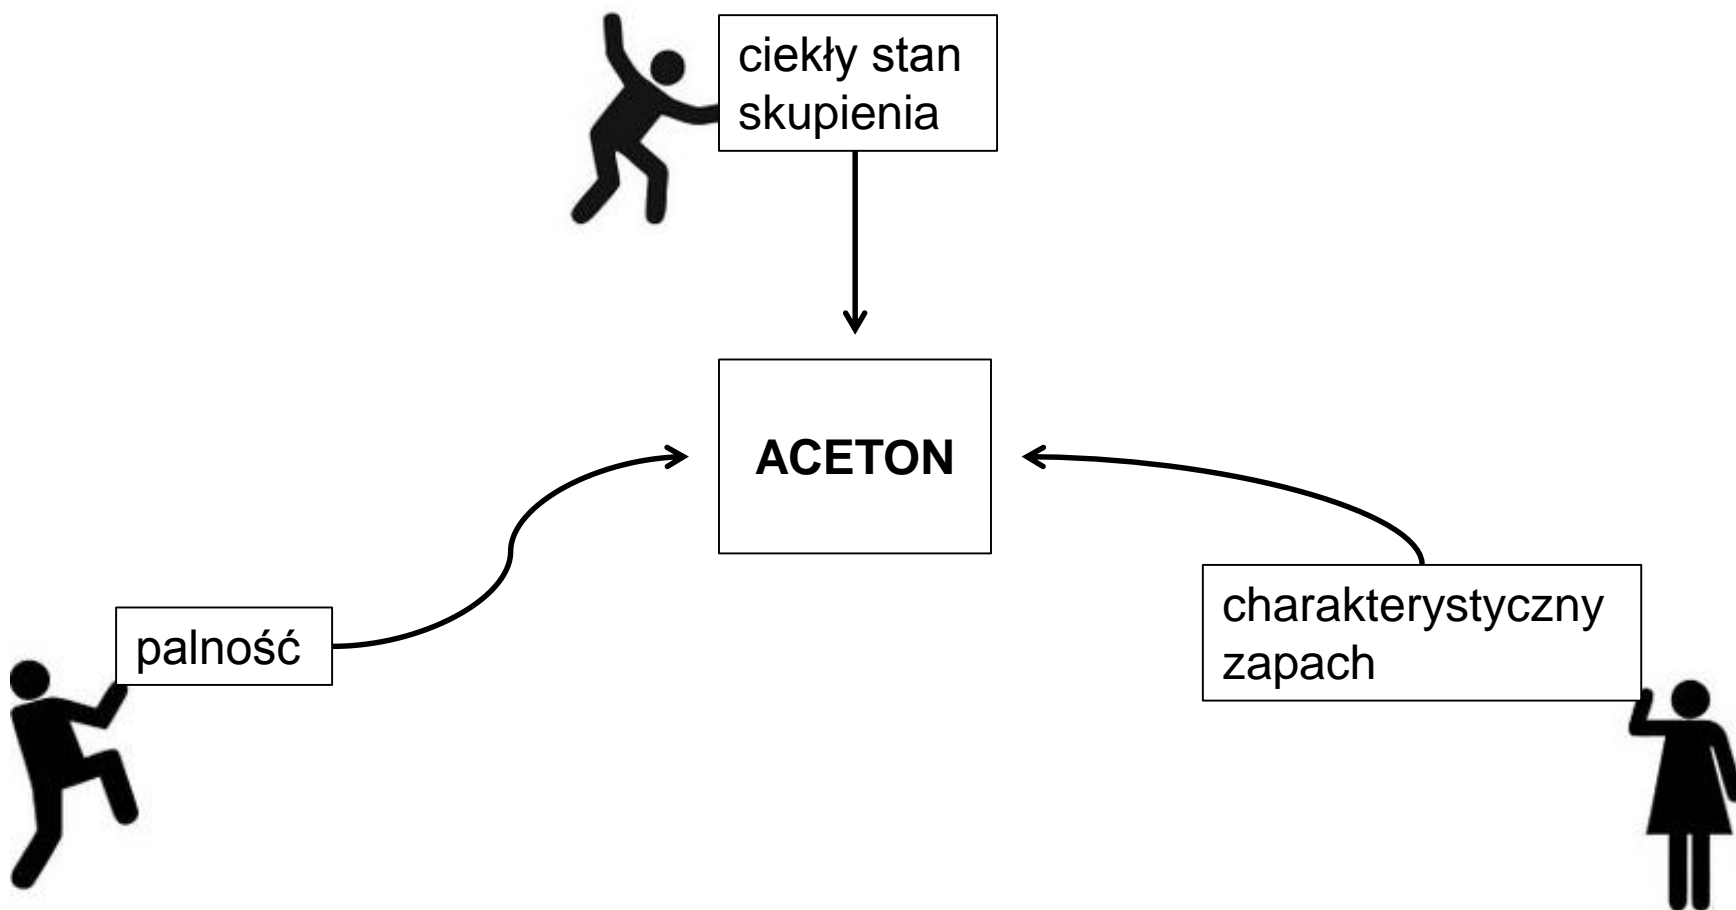 ciekły stan
skupienia
ACETON
palność
charakterystyczny
zapach